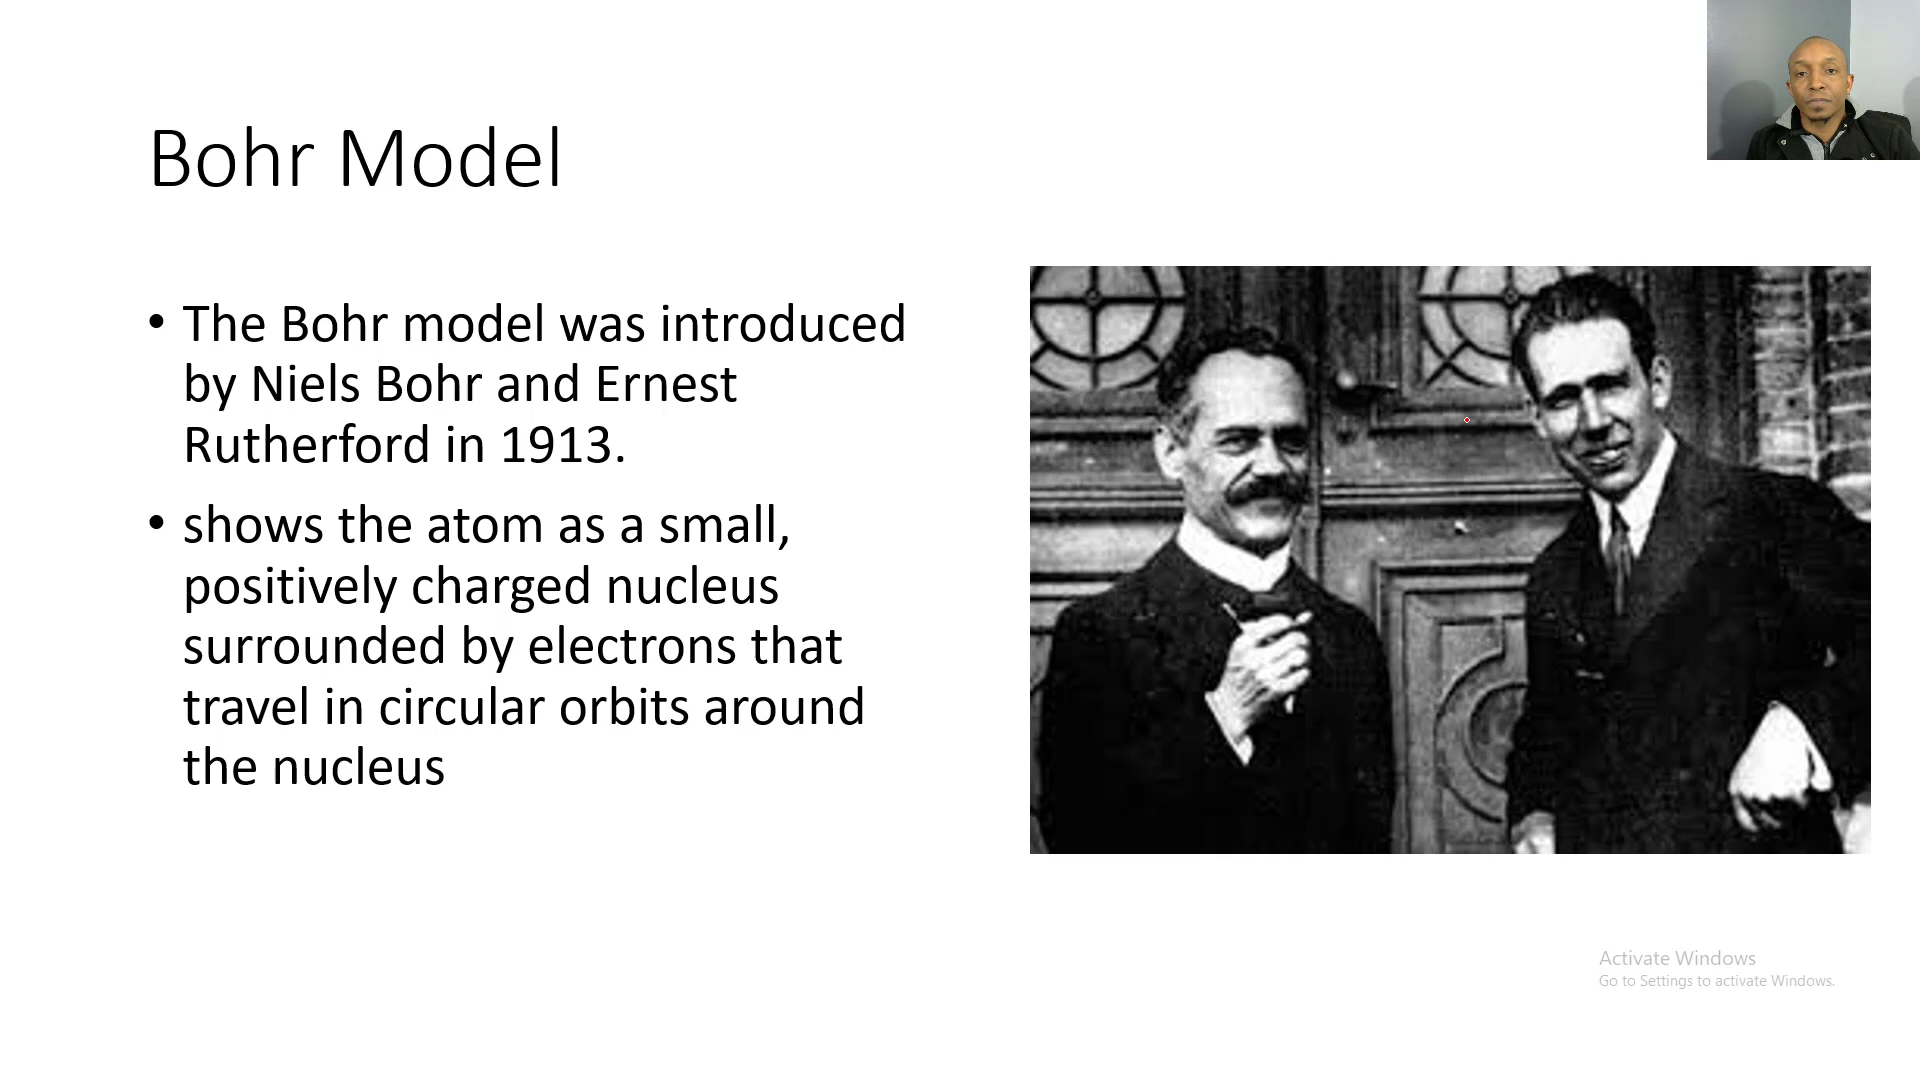 Bohr Model
• The Bohr model was introduced
by Niels Bohr and Ernest
Rutherford in 1913.
• shows the atom as a small,
positively charged nucleus
surrounded by electrons that
travel in circular orbits around
the nucleus
Activate Windows
Go to Settings to activate Windows.